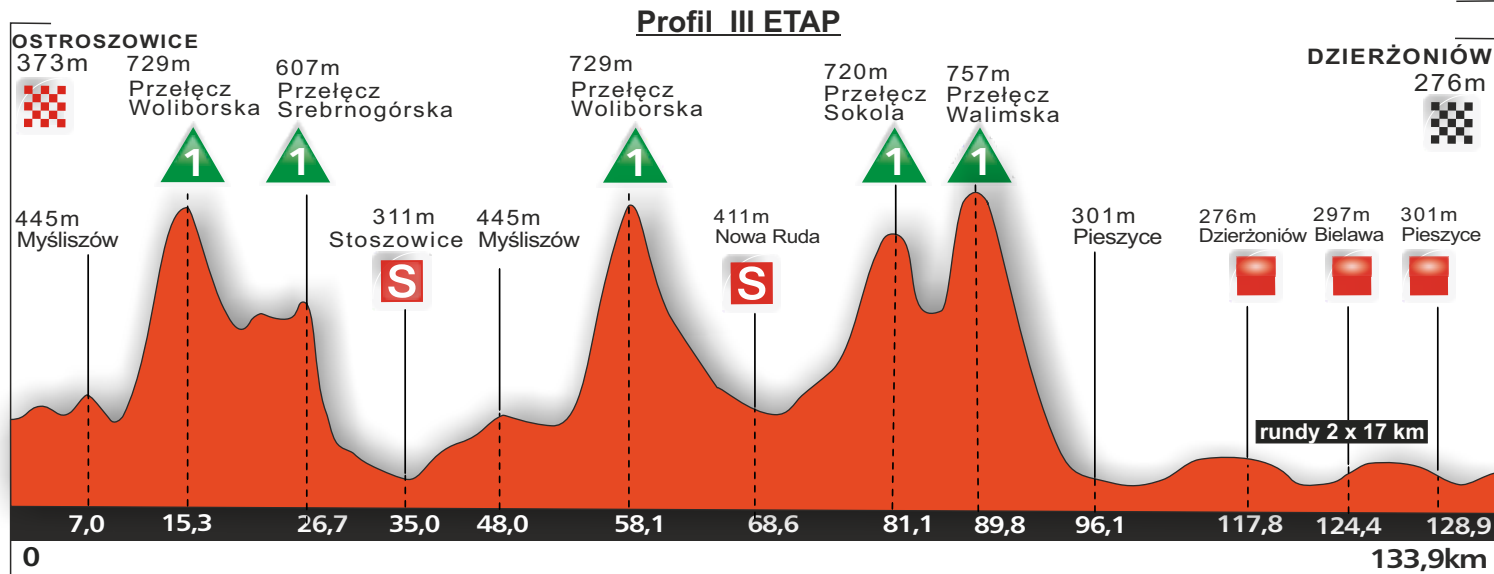 Profil III ETAP
OSTROSZOWICE
373m
729m
Przełęcz
Woliborska
1
607m
Przełęcz
Srebrnogórska
1
729m
Przełęcz
Woliborska
1
720m
Przełęcz
Sokola
1
757m
Przełęcz
Walimska
1
DZIERŻONIÓW
276m
445m
Myśliszów
311m
Stoszowice
S
445m
Myśliszów
411m
Nowa Ruda
S
301m
Pieszyce
276m
Dzierżoniów
297m
Bielawa
301m
Pieszyce
rundy 2 x 17 km
7,0 15,3 26,7 35,0 48,0 58,1 68,6 81,1 89,8 96,1 117,8 124,4 128,9
0 133,9km